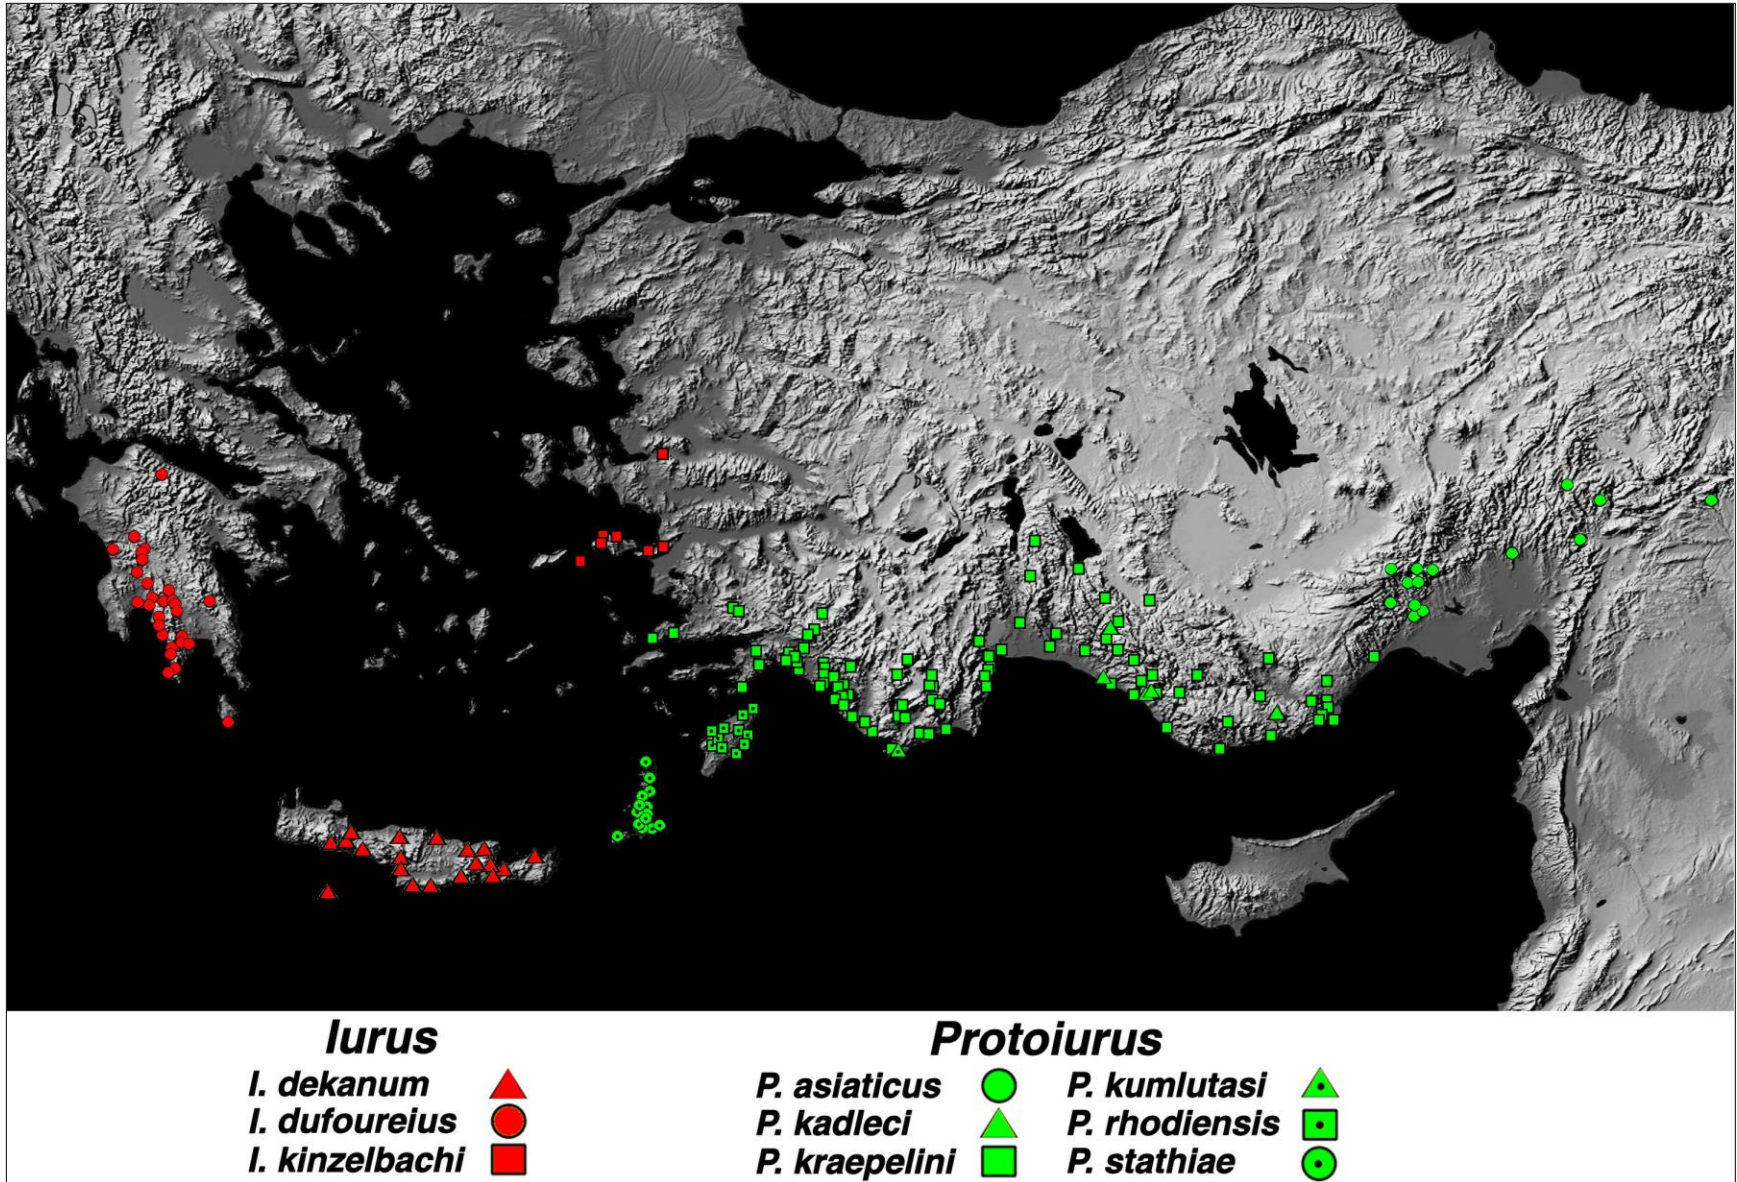 Iurus
I. dekanum
I. dufoureius
I. kinzelbachi
Protoiurus
P. asiaticus
P. kadleci
P. kraepelini
P. kumlutasi
P. rhodiensis
P. stathiae